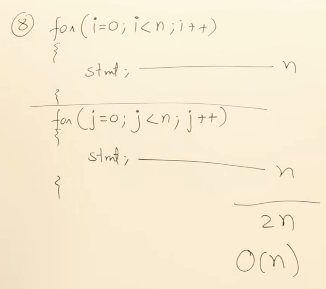 8 for(i=0; i<n; i++)
{
stmt; n
}
for(j=0; j<n; j++)
{
stmt; n
}
2n
O(n)